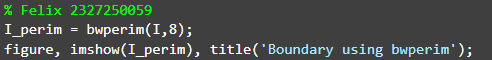 % Felix 2327250059
I_perim = bwperim(I,8);
figure, imshow(I_perim), title('Boundary using bwperim');